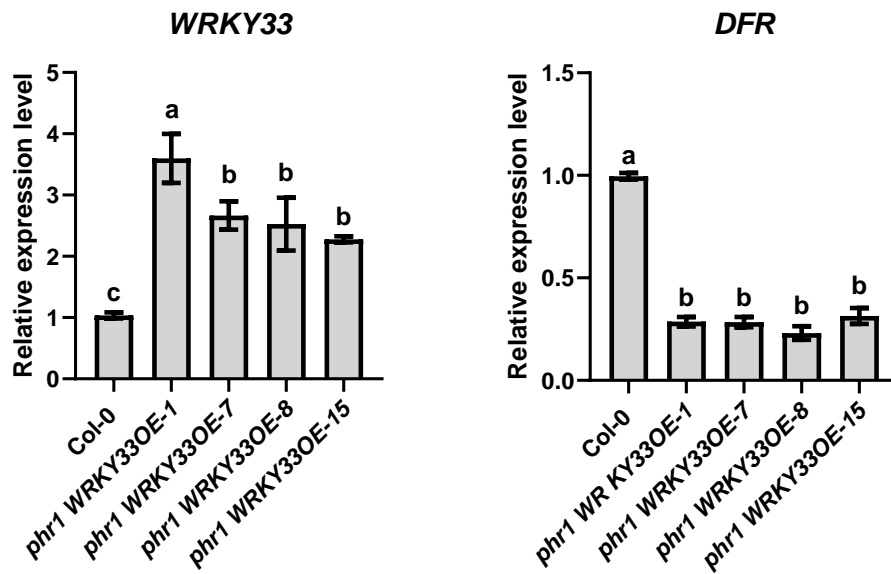 WRKY33
Relative expression level
5
4
3
2
1
0
a
b
b
b
c
Col-0
phr1 WRKY33OE-1
phr1 WRKY33OE-7
phr1 WRKY33OE-8
phr1 WRKY33OE-15
DFR
Relative expression level
1.5
1.0
0.5
0.0
a
b
b
b
b
Col-0
phr1 WR KY33OE-1
phr1 WRKY33OE-7
phr1 WRKY33OE-8
phr1 WRKY33OE-15